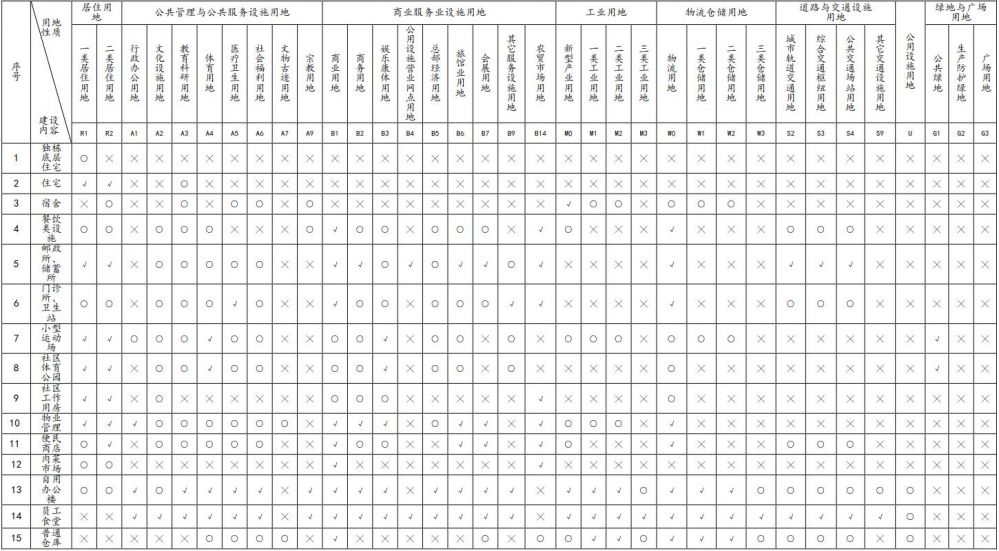 用地性质
序号
建设内容
居住用地 公共管理与公共服务设施用地 商业服务业设施用地 工业用地 物流仓储用地 道路与交通设施用地 公用设施用地 绿地与广场用地
一类居住用地 二类居住用地 行政办公用地 文化设施用地 教育科研用地 体育用地 医疗卫生用地 社会福利用地 文物古迹用地 宗教用地 商业用地 商务用地 娱乐康体用地 公用设施营业网点用地 总部经济用地 旅馆业用地 会展用地 其它服务设施用地 农贸市场用地 新型产业用地 一类工业用地 二类工业用地 三类工业用地 物流用地 一类仓储用地 二类仓储用地 三类仓储用地 城市轨道交通用地 综合交通枢纽用地 公共交通场站用地 其它交通设施用地 公共绿地 生产防护绿地 广场用地
R1 R2 A1 A2 A3 A4 A5 A6 A7 A9 B1 B2 B3 B4 B5 B6 B7 B9 B14 M0 M1 M2 M3 W0 W1 W2 W3 S2 S3 S4 S9 U G1 G2 G3
1 独栋底层住宅
2 住宅
3 宿舍
4 餐饮类设施
5 邮政所、储蓄所
6 门诊所、卫生站
7 小型运动场
8 社区体育公园
9 社区工作用房
10 物业管理
11 便民商店
12 肉菜市场
13 自用办公楼
14 员工食堂
15 普通仓库